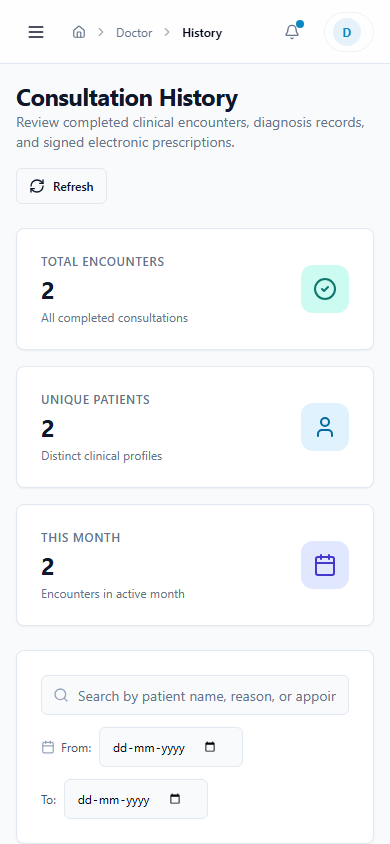 Doctor
History
D
Consultation History
Review completed clinical encounters, diagnosis records,
and signed electronic prescriptions.
Refresh
TOTAL ENCOUNTERS
2
All completed consultations
UNIQUE PATIENTS
2
Distinct clinical profiles
THIS MONTH
2
Encounters in active month
Search by patient name, reason, or appoir
From: dd-mm-yyyy
To: dd-mm-yyyy